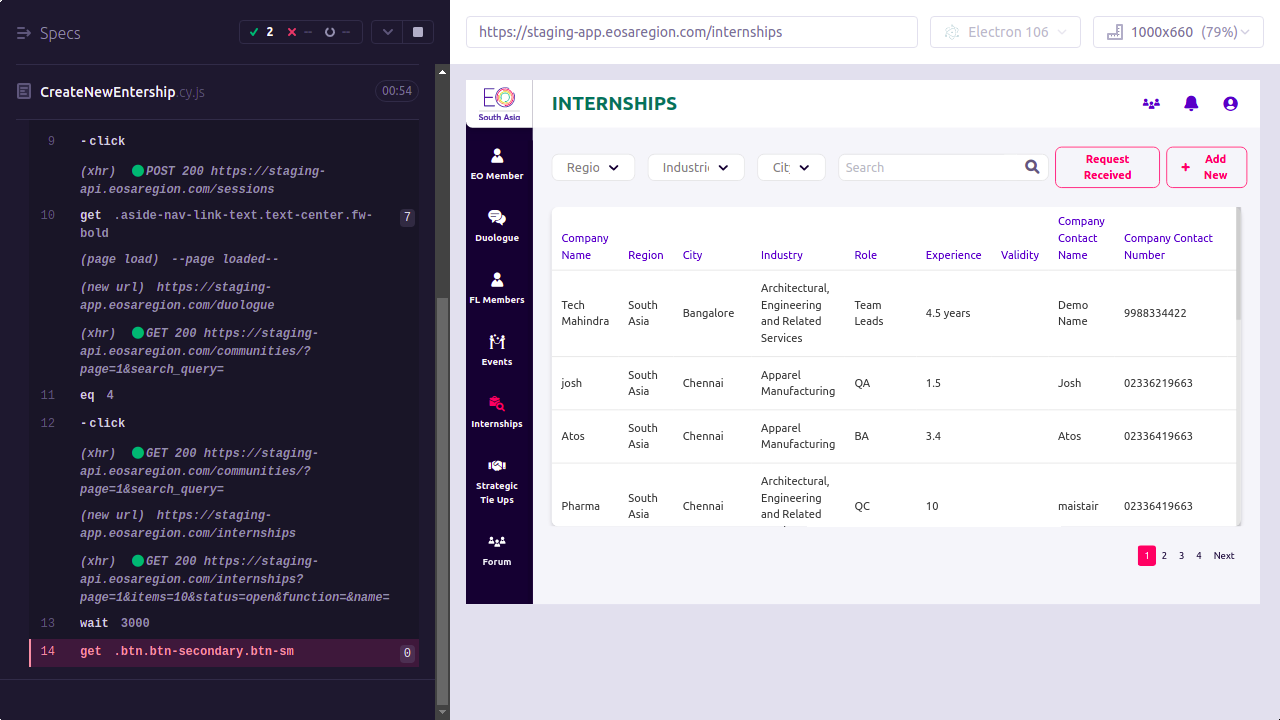 Specs
2
--
--
https://staging-app.eosaregion.com/internships
Electron 106
1000x660 (79%)
CreateNewEntership.cy.js
00:54
9 -click
(xhr) POST 200 https://staging-
api.eosaregion.com/sessions
10 get .aside-nav-link-text.text-center.fw-
bold
7
(page load) --page loaded--
(new url) https://staging-
app.eosaregion.com/duologue
(xhr) GET 200 https://staging-
api.eosaregion.com/communities/?
page=1&search_query=
11 eq 4
12 -click
(xhr) GET 200 https://staging-
api.eosaregion.com/communities/?
page=1&search_query=
(new url) https://staging-
app.eosaregion.com/internships
(xhr) GET 200 https://staging-
api.eosaregion.com/internships?
page=1&items=10&status=open&function=&name=
13 wait 3000
14 get .btn.btn-secondary.btn-sm 0
EO
South Asia
INTERNSHIPS
EO Member
Duologue
FL Members
Events
Internships
Strategic
Tie Ups
Forum
Regio
Industri
Cit
Search
Request
Received
+ Add
New
Company
Name
Region
City
Industry
Role
Experience
Validity
Company
Contact
Name
Company Contact
Number
Tech
Mahindra
South
Asia
Bangalore
Architectural,
Engineering
and Related
Services
Team
Leads
4.5 years
Demo
Name
9988334422
josh
South
Asia
Chennai
Apparel
Manufacturing
QA
1.5
Josh
02336219663
Atos
South
Asia
Chennai
Apparel
Manufacturing
BA
3.4
Atos
02336419663
Pharma
South
Asia
Chennai
Architectural,
Engineering
and Related
QC
10
maistair
02336419663
1 2 3 4 Next